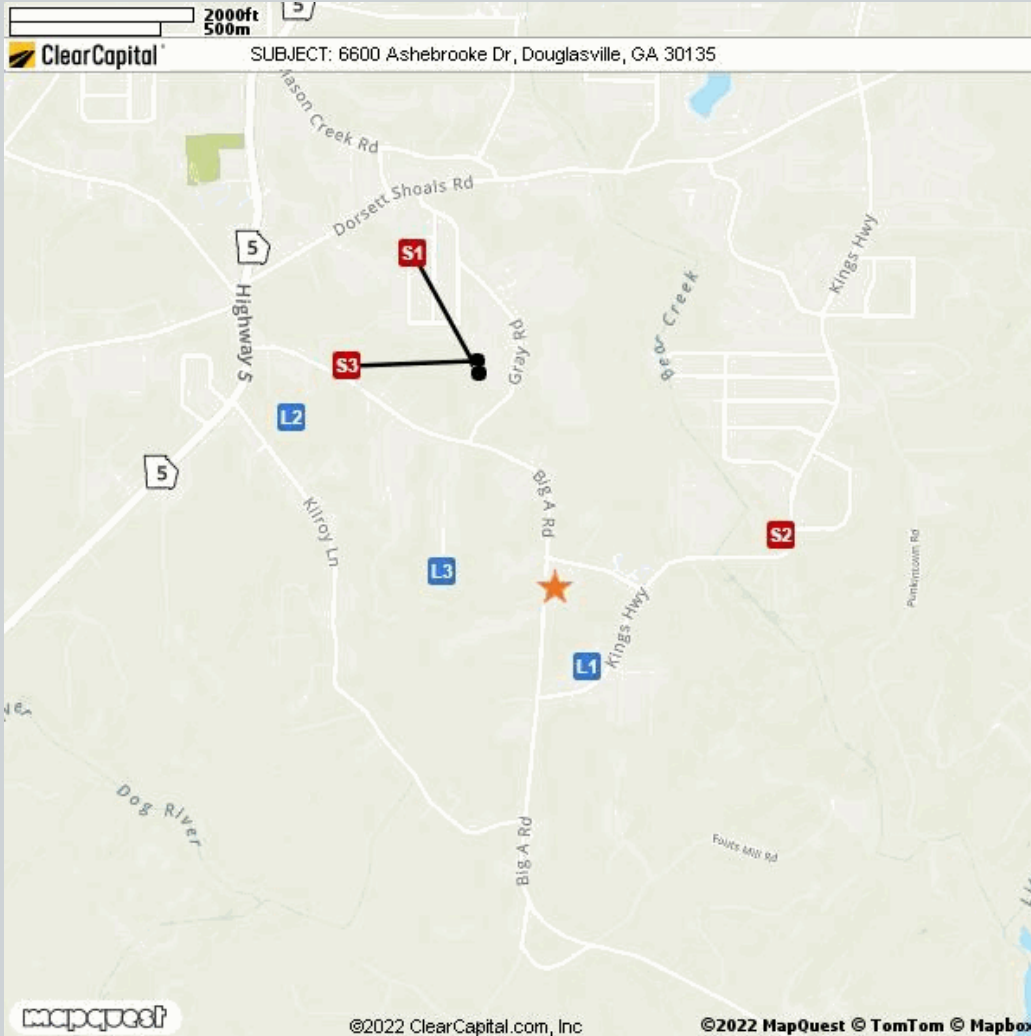 5
2000ft
500m
ClearCapital
SUBJECT: 6600 Ashebrooke Dr, Douglasville, GA 30135
Mason Creek Rd
Dorsett Shoals Rd
Kings Hwy
S1
5
Highway 5
Bear Creek
Gray Rd
S3
L2
5
Big A Rd
Kilroy Ln
S2
Punkintown Rd
L3
Kings Hwy
L1
Dog River
Big A Rd
Fouts Mill Rd
mapquest
©2022 ClearCapital.com, Inc
©2022 MapQuest © TomTom © Mapbox